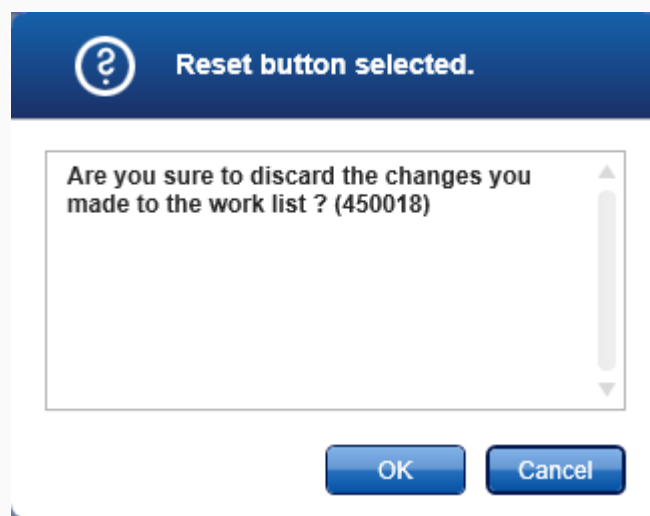 Reset button selected.
Are you sure to discard the changes you
made to the work list ? (450018)
OK
Cancel